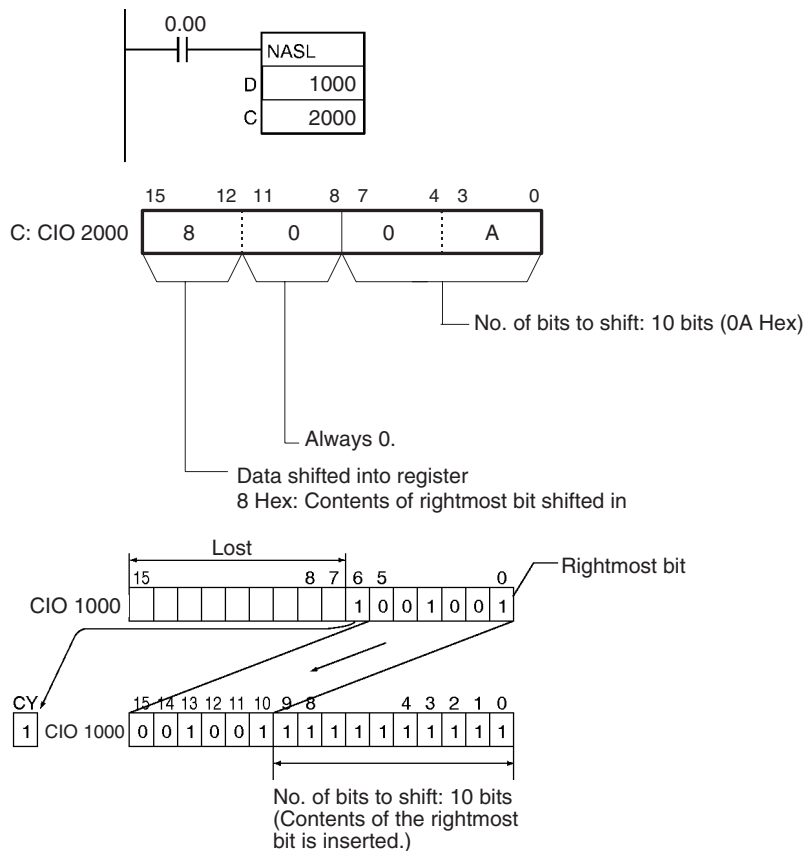 0.00
NASL
D 1000
C 2000
15 12 11 8 7 4 3 0
C: CIO 2000 8 0 0 A
No. of bits to shift: 10 bits (0A Hex)
Always 0.
Data shifted into register
8 Hex: Contents of rightmost bit shifted in
Lost
15 8 7 6 5 0
Rightmost bit
CIO 1000 1 0 0 1 0 0 1
CY 15 14 13 12 11 10 9 8 4 3 2 1 0
1 CIO 1000 0 0 1 0 0 1 1 1 1 1 1 1 1 1 1 1
No. of bits to shift: 10 bits
(Contents of the rightmost
bit is inserted.)